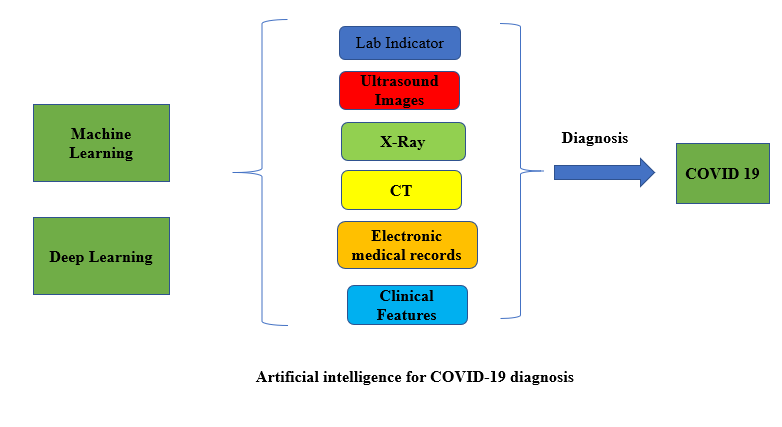 Machine
Learning
Deep Learning
Lab Indicator
Ultrasound
Images
X-Ray
CT
Electronic
medical records
Clinical
Features
Diagnosis
COVID 19
Artificial intelligence for COVID-19 diagnosis